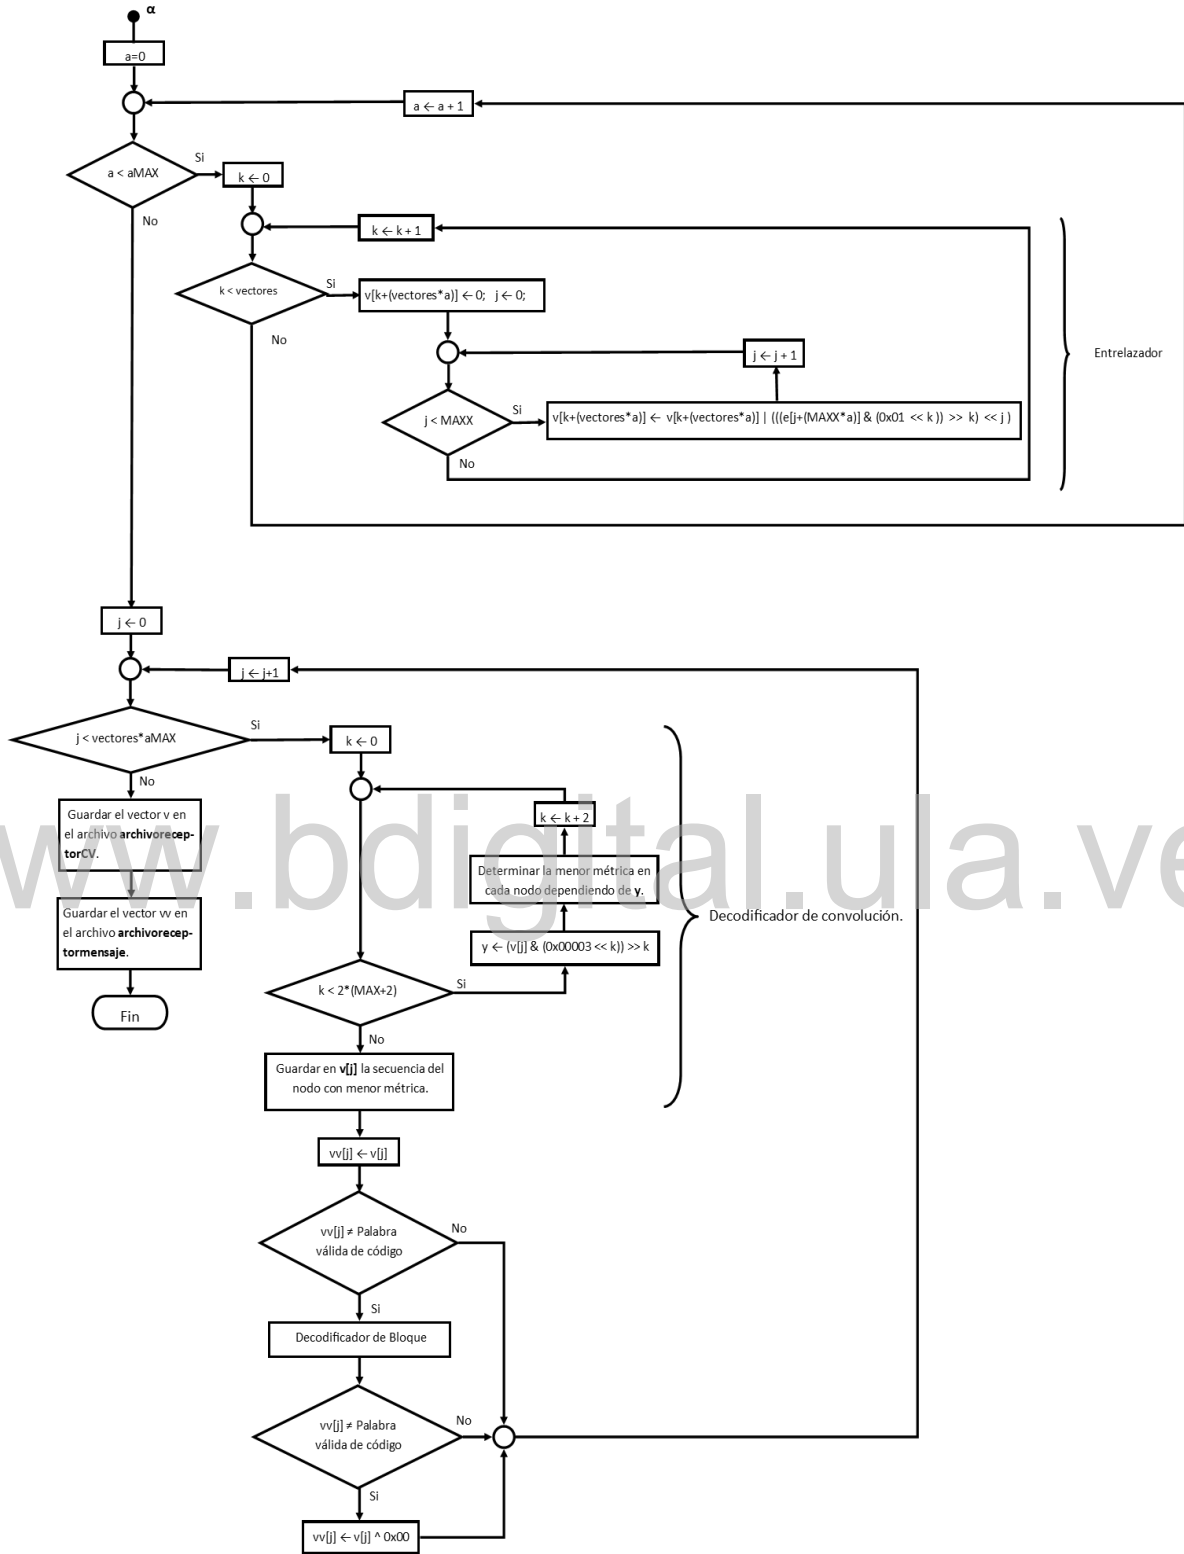 α
a=0
a ← a + 1
a < aMAX
Si
k ← 0
No
k ← k + 1
k < vectores
Si
v[k+(vectores*a)] ← 0; j ← 0;
No
j ← j + 1
Entrelazador
j < MAXX
Si
v[k+(vectores*a)] ← v[k+(vectores*a)] | (((e[j+(MAXX*a)] & (0x01 << k )) >> k) << j )
No
j ← 0
j ← j+1
j < vectores*aMAX
Si
k ← 0
No
Guardar el vector v en
el archivo archivorecep-
torCV.
Guardar el vector vv en
el archivo archivorecep-
tormensaje.
Fin
k ← k + 2
Determinar la menor métrica en
cada nodo dependiendo de y.
y ← (v[j] & (0x00003 << k)) >> k
Decodificador de convolución.
k < 2*(MAX+2)
Si
No
Guardar en v[j] la secuencia del
nodo con menor métrica.
vv[j] ← v[j]
vv[j] ≠ Palabra
válida de código
No
Si
Decodificador de Bloque
vv[j] ≠ Palabra
válida de código
No
Si
vv[j] ← v[j] ^ 0x00
www.bdigital.ula.ve